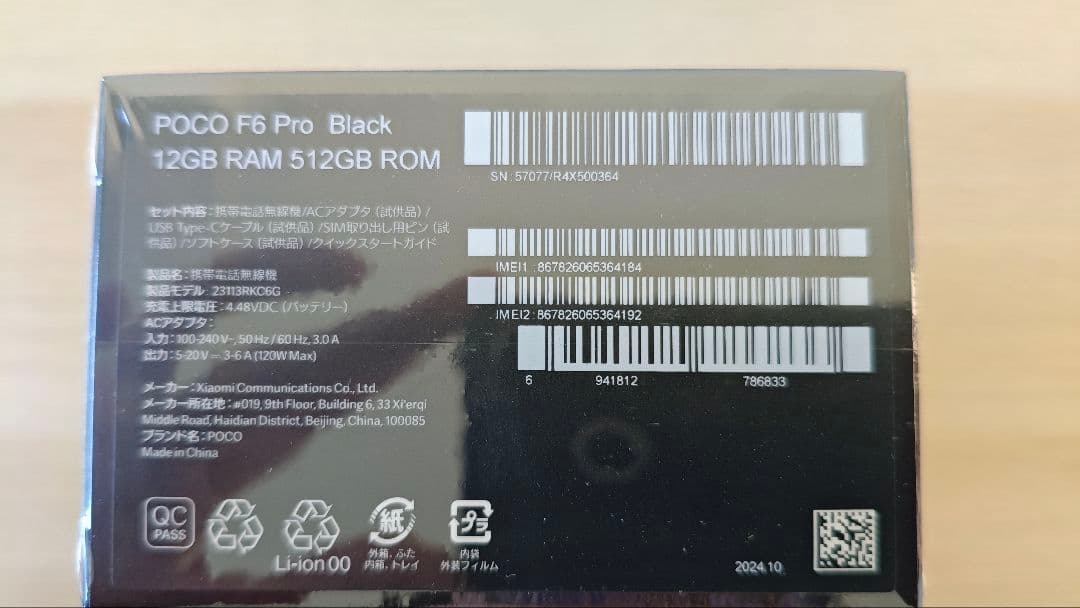 POCO F6 Pro Black
12GB RAM 512GB ROM
SN:57077/R4X500364
セット内容:携帯電話無線機/ACアダプタ(試供品)/
USB Type-Cケーブル(試供品)/SIM取り出し用ピン(試
供品)/ソフトケース(試供品)/クイックスタートガイド
IMEI1:867826065364184
IMEI2:867826065364192
製品名:携帯電話無線機
製品モデル:23113RKC6G
充電上限電圧:4.48VDC(バッテリー)
ACアダプタ:
入力:100-240 V~, 50 Hz / 60 Hz, 3.0 A
出力:5-20 V⎓ 3-6 A (120W Max)
6 941812 786833
メーカー:Xiaomi Communications Co., Ltd.
メーカー所在地:#019, 9th Floor, Building 6, 33 Xi'erqi
Middle Road, Haidian District, Beijing, China, 100085
ブランド名:POCO
Made in China
QC
PASS
Li-ion 00
紙
外箱、ふた
内箱、トレイ
プラ
内袋
外装フィルム
2024.10